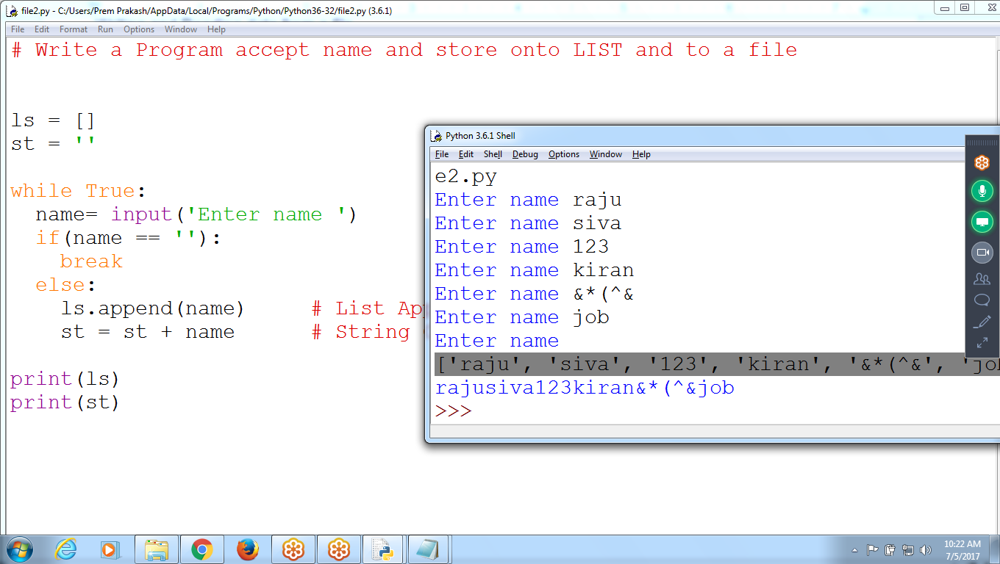 file2.py - C:/Users/Prem Prakash/AppData/Local/Programs/Python/Python36-32/file2.py (3.6.1)
File Edit Format Run Options Window Help
# Write a Program accept name and store onto LIST and to a file
ls = []
st = ''
while True:
name= input('Enter name ')
if(name == ''):
break
else:
ls.append(name) # List Ap
st = st + name # String
print(ls)
print(st)
Python 3.6.1 Shell
File Edit Shell Debug Options Window Help
e2.py
Enter name raju
Enter name siva
Enter name 123
Enter name kiran
Enter name &*(^&
Enter name job
Enter name
['raju', 'siva', '123', 'kiran', '&*(^&', 'jo
rajusiva123kiran&*(^&job
>>>
10:22 AM
7/5/2017